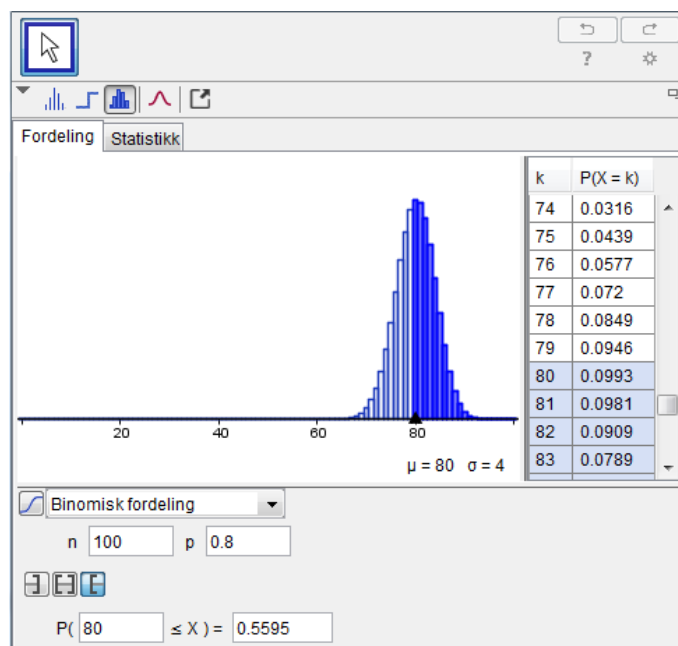 ?
Fordeling Statistikk
k P(X = k)
74 0.0316
75 0.0439
76 0.0577
77 0.072
78 0.0849
79 0.0946
80 0.0993
81 0.0981
82 0.0909
83 0.0789
20 40 60 80
μ = 80 σ = 4
Binomisk fordeling
n 100 p 0.8
P( 80 ≤ X ) = 0.5595